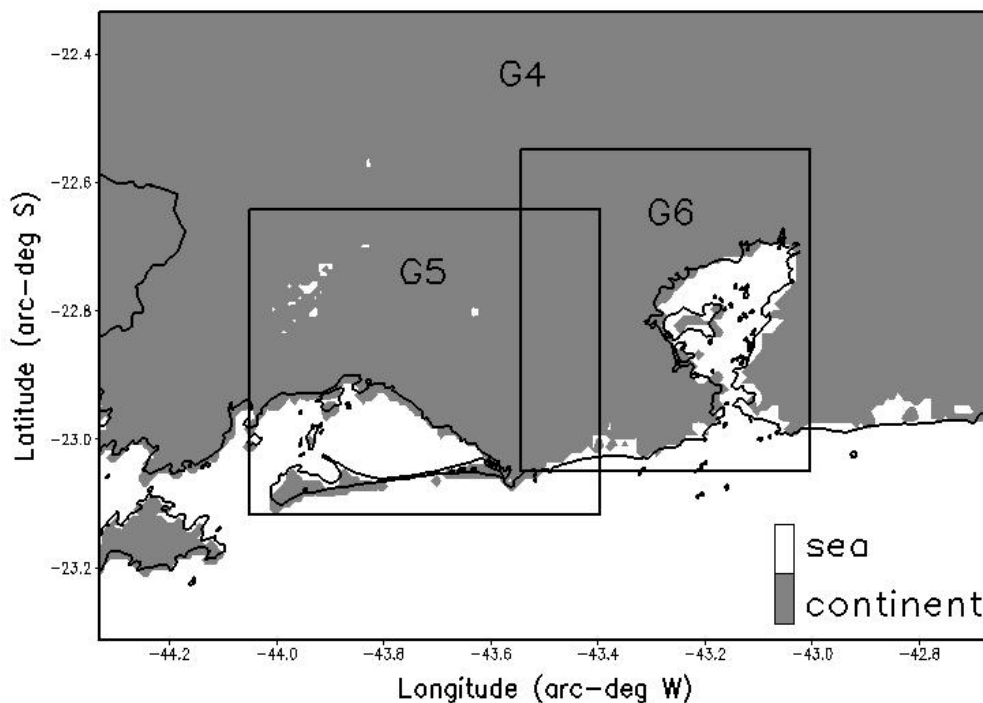 G4
-22.4
-22.6
G6
G5
-22.8
Latitude (arc-deg S)
-13.0
sea
-23.2
continent
-44.2
-44.0
-43.8
-43.6
-43.4
-43.2
-43.0
-42.8
Longitude (arc-deg W)